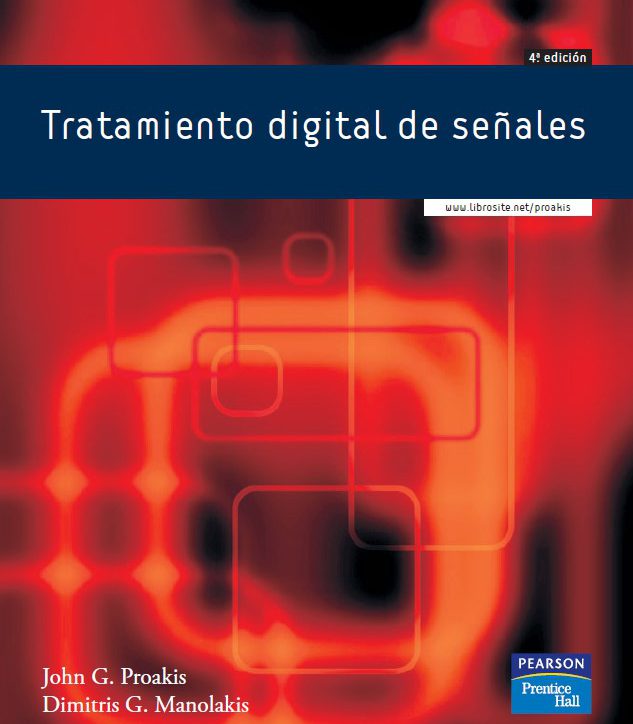 4ª edición
Tratamiento digital de señales
www.librosite.net/proakis
John G. Proakis
Dimitris G. Manolakis
PEARSON
Prentice
Hall